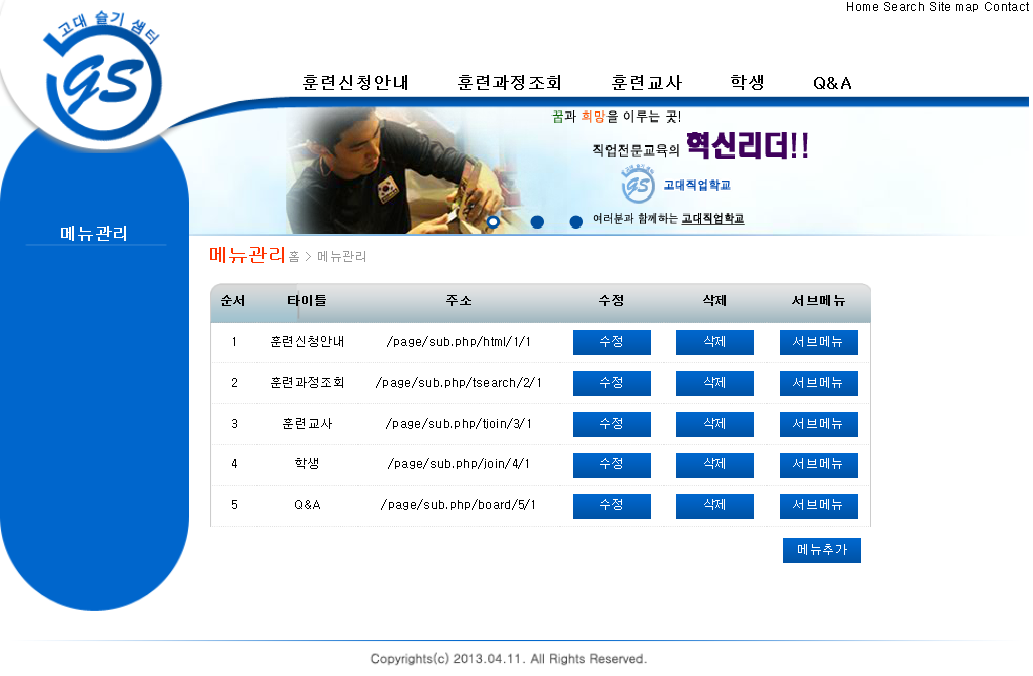 Home Search Site map Contact
고대 슬기 샘터
GS
훈련신청안내 훈련과정조회 훈련교사 학생 Q&A
꿈과 희망을 이루는 곳!
직업전문교육의 혁신리더!!
GS 고대직업학교
여러분과 함께하는 고대직업학교
메뉴관리
메뉴관리 홈 > 메뉴관리
순서 타이틀 주소 수정 삭제 서브메뉴
1 훈련신청안내 /page/sub.php/html/1/1 수정 삭제 서브메뉴
2 훈련과정조회 /page/sub.php/tsearch/2/1 수정 삭제 서브메뉴
3 훈련교사 /page/sub.php/tjoin/3/1 수정 삭제 서브메뉴
4 학생 /page/sub.php/join/4/1 수정 삭제 서브메뉴
5 Q&A /page/sub.php/board/5/1 수정 삭제 서브메뉴
메뉴추가
Copyrights(c) 2013.04.11. All Rights Reserved.